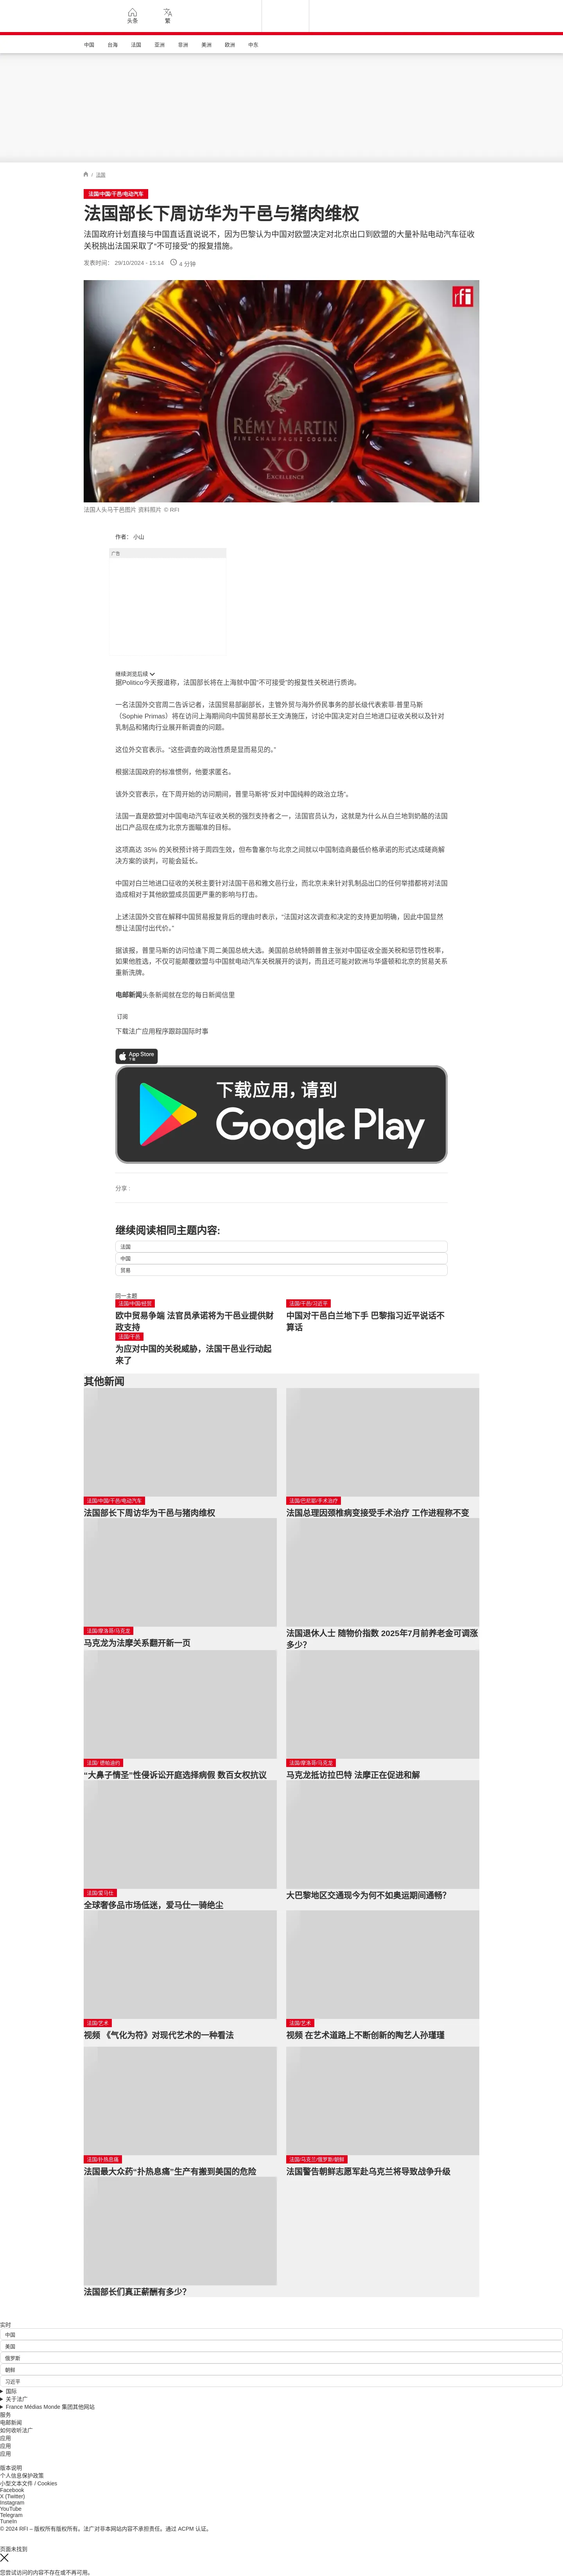 头条
繁
中国
台海
法国
亚洲
非洲
美洲
欧洲
中东
/ 法国
法国/中国/干邑/电动汽车
法国部长下周访华为干邑与猪肉维权
法国政府计划直接与中国直话直说说不，因为巴黎认为中国对欧盟决定对北京出口到欧盟的大量补贴电动汽车征收
关税挑出法国采取了“不可接受”的报复措施。
发表时间： 29/10/2024 - 15:14
4 分钟
rfi
RÉMY MARTIN
FINE CHAMPAGNE COGNAC
XO
EXCELLENCE
法国人头马干邑图片 资料照片 © RFI
作者： 小山
广告
继续浏览后续
据Politico今天报道称，法国部长将在上海就中国“不可接受”的报复性关税进行质询。
一名法国外交官周二告诉记者，法国贸易部副部长，主管外贸与海外侨民事务的部长级代表索菲·普里马斯
（Sophie Primas）将在访问上海期间向中国贸易部长王文涛施压，讨论中国决定对白兰地进口征收关税以及针对
乳制品和猪肉行业展开新调查的问题。
这位外交官表示。“这些调查的政治性质是显而易见的。”
根据法国政府的标准惯例，他要求匿名。
该外交官表示，在下周开始的访问期间，普里马斯将“反对中国纯粹的政治立场”。
法国一直是欧盟对中国电动汽车征收关税的强烈支持者之一，法国官员认为，这就是为什么从白兰地到奶酪的法国
出口产品现在成为北京方面瞄准的目标。
这项高达 35% 的关税预计将于周四生效，但布鲁塞尔与北京之间就以中国制造商最低价格承诺的形式达成磋商解
决方案的谈判，可能会延长。
中国对白兰地进口征收的关税主要针对法国干邑和雅文邑行业，而北京未来针对乳制品出口的任何举措都将对法国
造成相对于其他欧盟成员国更严重的影响与打击。
上述法国外交官在解释中国贸易报复背后的理由时表示，“法国对这次调查和决定的支持更加明确，因此中国显然
想让法国付出代价。”
据该报，普里马斯的访问恰逢下周二美国总统大选。美国前总统特朗普曾主张对中国征收全面关税和惩罚性税率，
如果他胜选，不仅可能颠覆欧盟与中国就电动汽车关税展开的谈判，而且还可能对欧洲与华盛顿和北京的贸易关系
重新洗牌。
电邮新闻头条新闻就在您的每日新闻信里
订阅
下载法广应用程序跟踪国际时事
App Store
下载
下载应用，请到
Google Play
分享 :
继续阅读相同主题内容:
法国
中国
贸易
同一主题
法国/中国/经贸
欧中贸易争端 法官员承诺将为干邑业提供财
政支持
法国/干邑/习近平
中国对干邑白兰地下手 巴黎指习近平说话不
算话
法国/干邑
为应对中国的关税威胁，法国干邑业行动起
来了
其他新闻
法国/中国/干邑/电动汽车
法国部长下周访华为干邑与猪肉维权
法国/巴尼耶/手术治疗
法国总理因颈椎病变接受手术治疗 工作进程称不变
法国/摩洛哥/马克龙
马克龙为法摩关系翻开新一页
法国退休人士 随物价指数 2025年7月前养老金可调涨
多少？
法国/ 德帕迪约
“大鼻子情圣”性侵诉讼开庭选择病假 数百女权抗议
法国/摩洛哥/马克龙
马克龙抵访拉巴特 法摩正在促进和解
法国/爱马仕
全球奢侈品市场低迷，爱马仕一骑绝尘
大巴黎地区交通现今为何不如奥运期间通畅？
法国/艺术
视频 《气化为符》对现代艺术的一种看法
法国/艺术
视频 在艺术道路上不断创新的陶艺人孙瑾瑾
法国/扑热息痛
法国最大众药“扑热息痛”生产有搬到美国的危险
法国/乌克兰/俄罗斯/朝鲜
法国警告朝鲜志愿军赴乌克兰将导致战争升级
法国部长们真正薪酬有多少？
实时
中国
美国
俄罗斯
朝鲜
习近平
国际
关于法广
France Médias Monde 集团其他网站
服务
电邮新闻
如何收听法广
应用
应用
应用
版本说明
个人信息保护政策
小型文本文件 / Cookies
Facebook
X (Twitter)
Instagram
YouTube
Telegram
TuneIn
© 2024 RFI – 版权所有版权所有。法广对非本网站内容不承担责任。通过 ACPM 认证。
页面未找到
您尝试访问的内容不存在或不再可用。